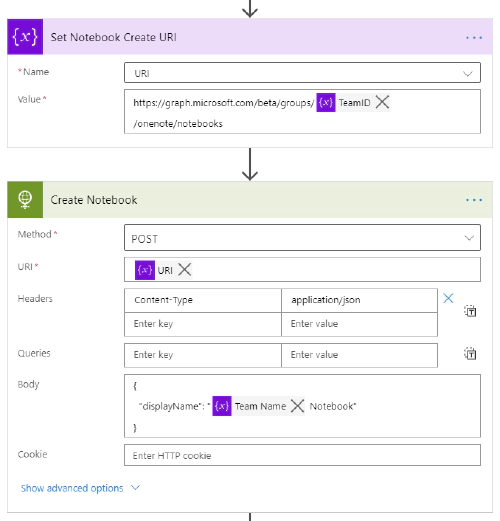 {x} Set Notebook Create URI ...
*Name URI
Value * https://graph.microsoft.com/beta/groups/ {x} TeamID
/onenote/notebooks
Create Notebook ...
Method * POST
URI * {x} URI
Headers Content-Type application/json
Enter key Enter value
Queries Enter key Enter value
Body {
"displayName": " {x} Team Name Notebook"
}
Cookie Enter HTTP cookie
Show advanced options